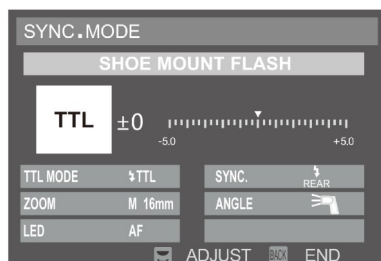 SYNC.MODE
SHOE MOUNT FLASH
TTL ±0
-5.0 +5.0
TTL MODE TTL SYNC. REAR
ZOOM M 16mm ANGLE
LED AF
ADJUST BACK END